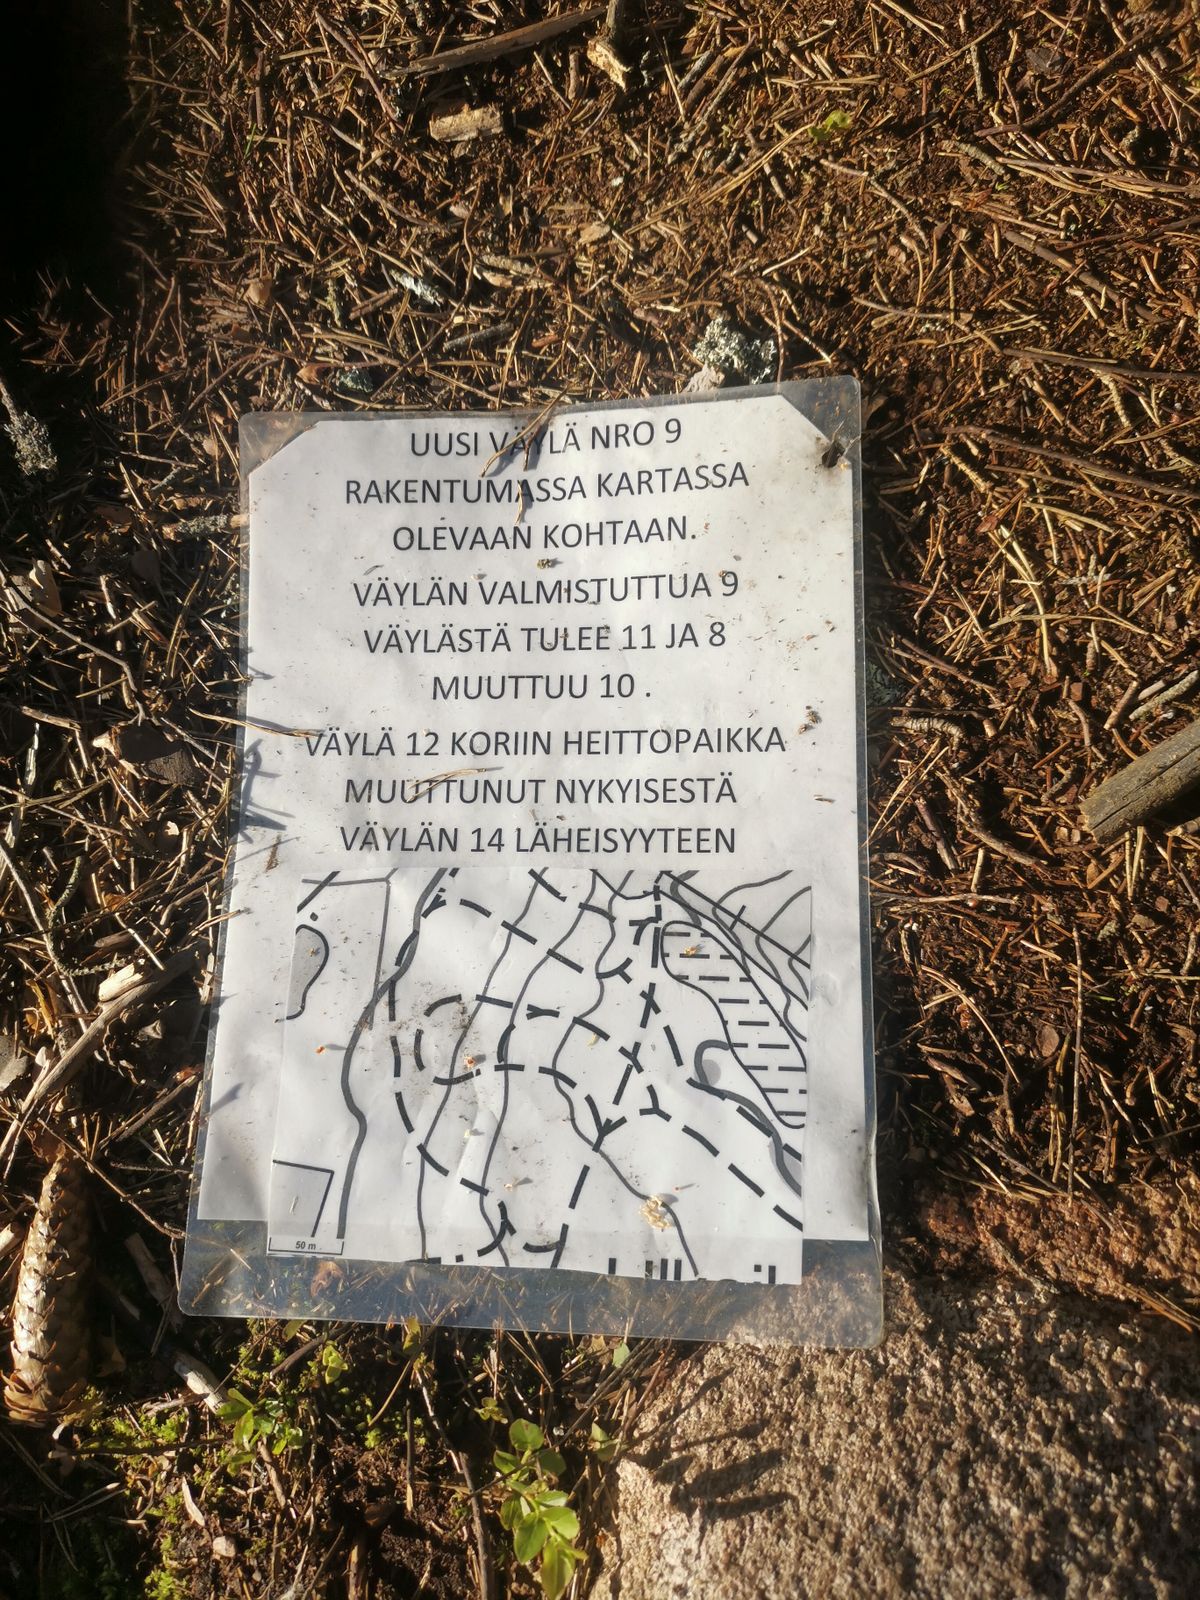 UUSI VÄYLÄ NRO 9
RAKENTUMASSA KARTASSA
OLEVAAN KOHTAAN.
VÄYLÄN VALMISTUTTUA 9
VÄYLÄSTÄ TULEE 11 JA 8
MUUTTUU 10 .
VÄYLÄ 12 KORIIN HEITTOPAIKKA
MUUTTUNUT NYKYISESTÄ
VÄYLÄN 14 LÄHEISYYTEEN
50 m